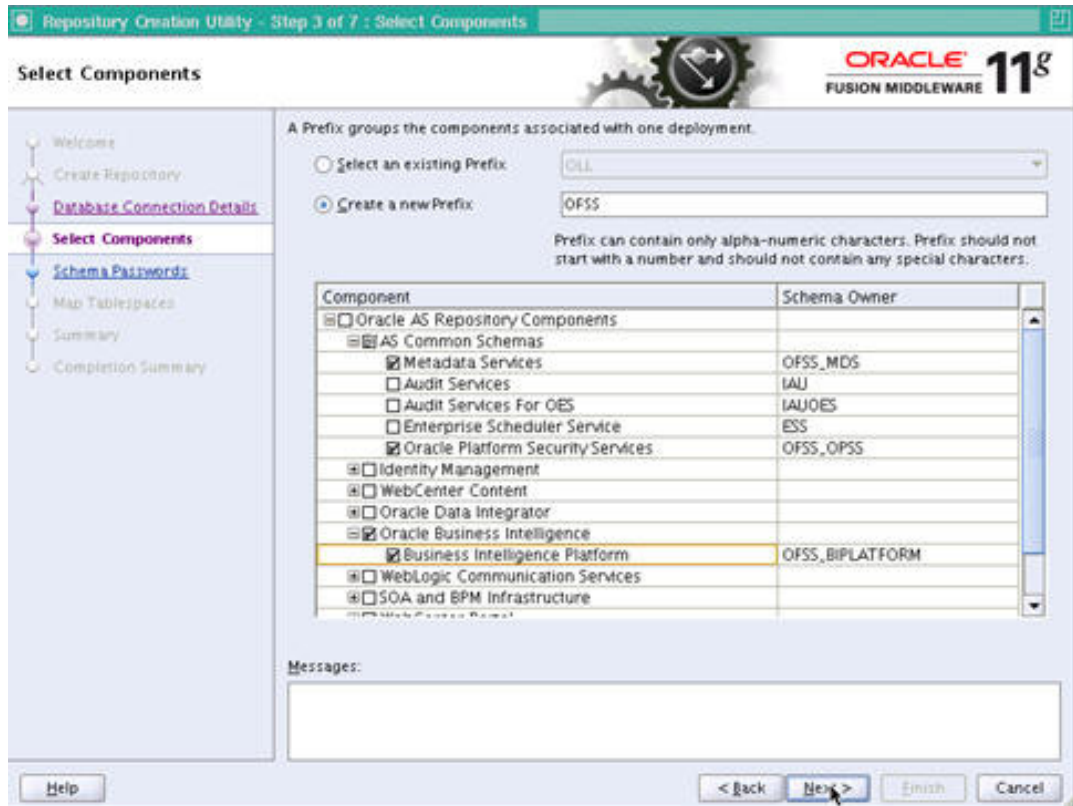 Repository Creation Utility - Step 3 of 7 : Select Components
Select Components
ORACLE
FUSION MIDDLEWARE 11g
Welcome
Create Repository
Database Connection Details
Select Components
Schema Passwords
Map Tablespaces
Summary
Completion Summary
A Prefix groups the components associated with one deployment.
Select an existing Prefix OLL
Create a new Prefix OFSS
Prefix can contain only alpha-numeric characters. Prefix should not
start with a number and should not contain any special characters.
Component Schema Owner
Oracle AS Repository Components
AS Common Schemas
Metadata Services OFSS_MDS
Audit Services IAU
Audit Services For OES IAUOES
Enterprise Scheduler Service ESS
Oracle Platform Security Services OFSS_OPSS
Identity Management
WebCenter Content
Oracle Data Integrator
Oracle Business Intelligence
Business Intelligence Platform OFSS_BIPLATFORM
WebLogic Communication Services
SOA and BPM Infrastructure
Messages:
Help < Back Next > Finish Cancel